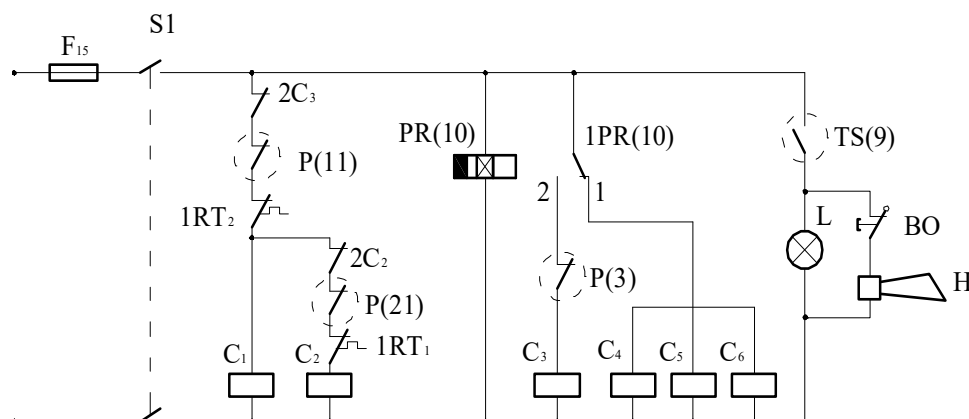 S1
F₁₅
2C₃
P(11)
1RT₂
PR(10)
1PR(10)
TS(9)
2
1
L
BO
2C₂
P(21)
P(3)
H
1RT₁
C₁
C₂
C₃
C₄
C₅
C₆